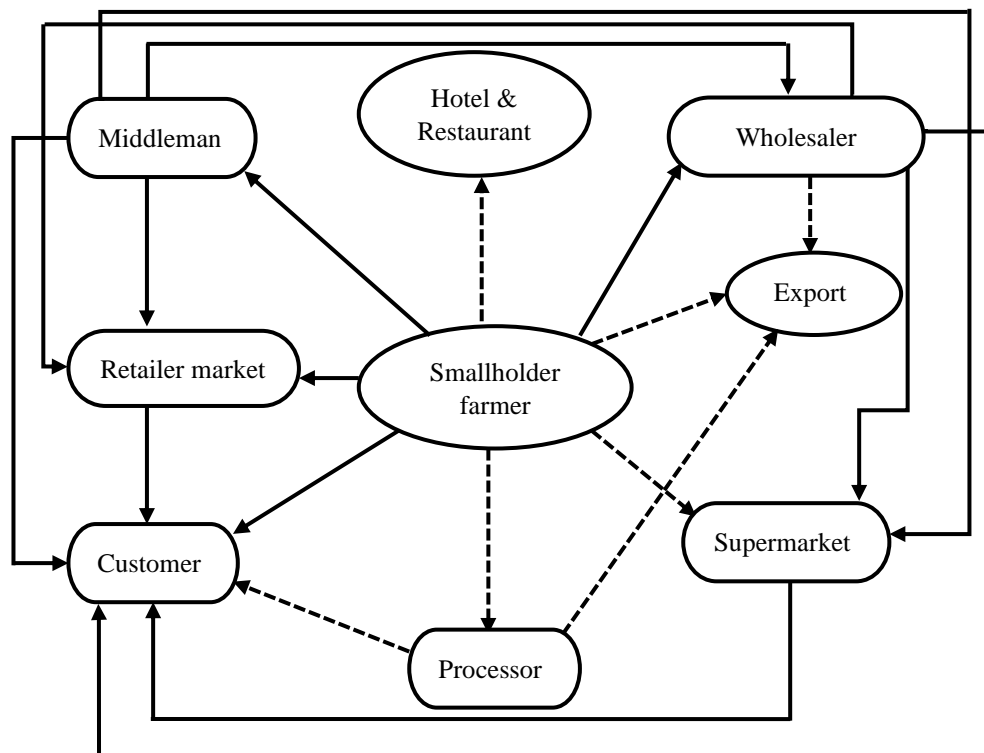 Hotel &
Restaurant
Middleman
Wholesaler
Export
Retailer market
Smallholder
farmer
Customer
Supermarket
Processor